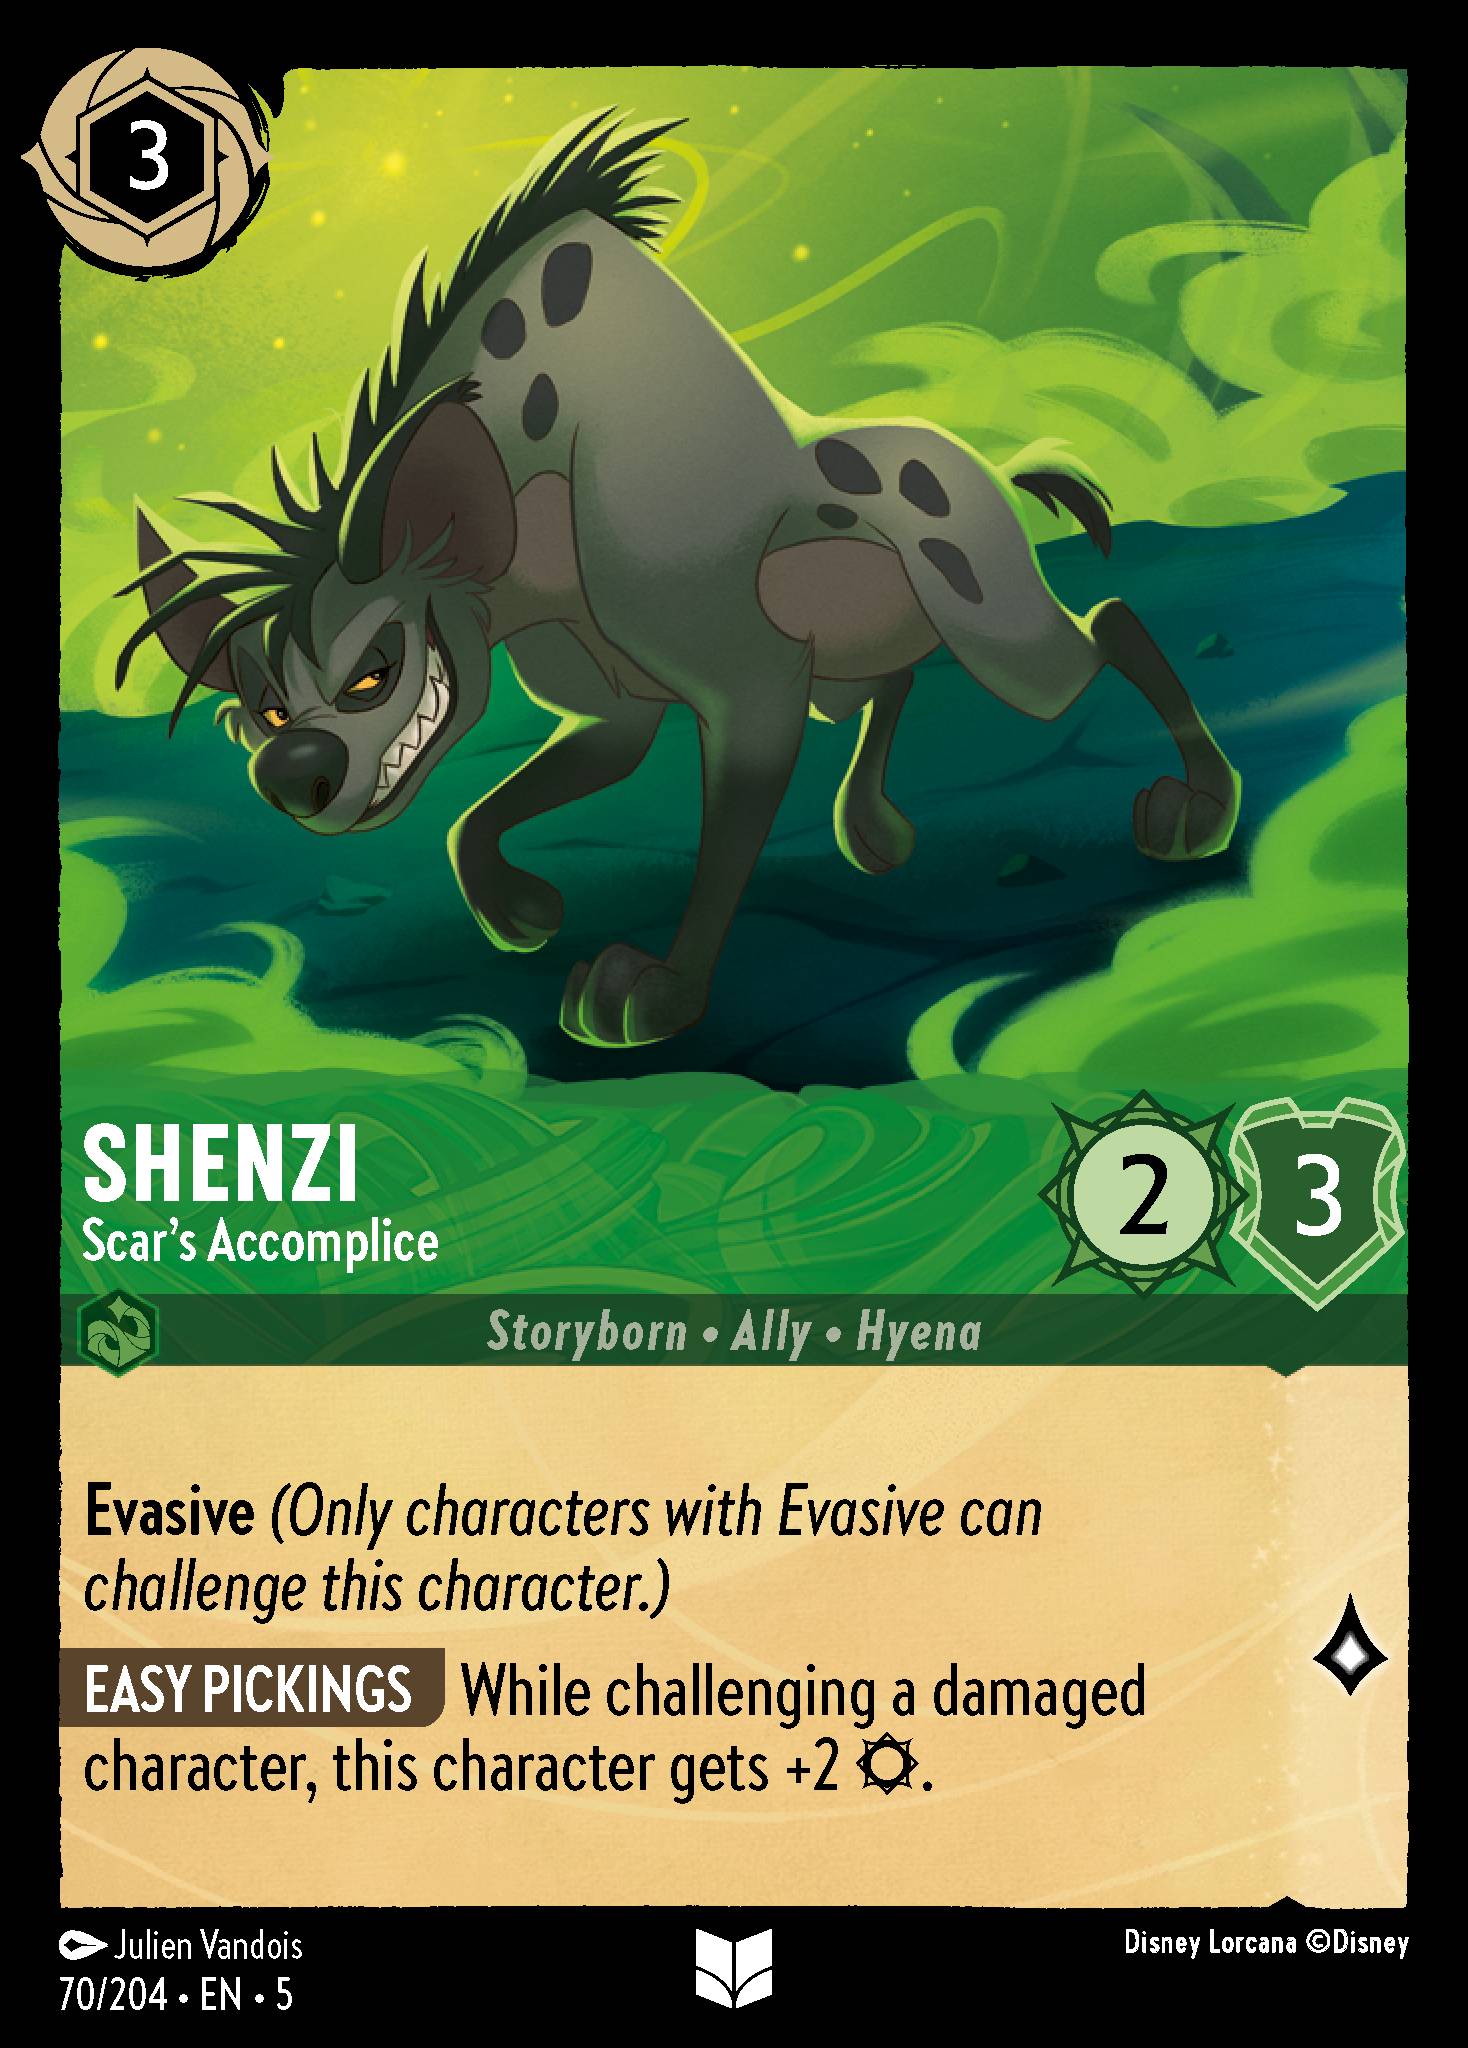 3
SHENZI
Scar's Accomplice
2
3
Storyborn • Ally • Hyena
Evasive (Only characters with Evasive can
challenge this character.)
EASY PICKINGS While challenging a damaged
character, this character gets +2 .
Julien Vandois
70/204 • EN • 5
Disney Lorcana ©Disney